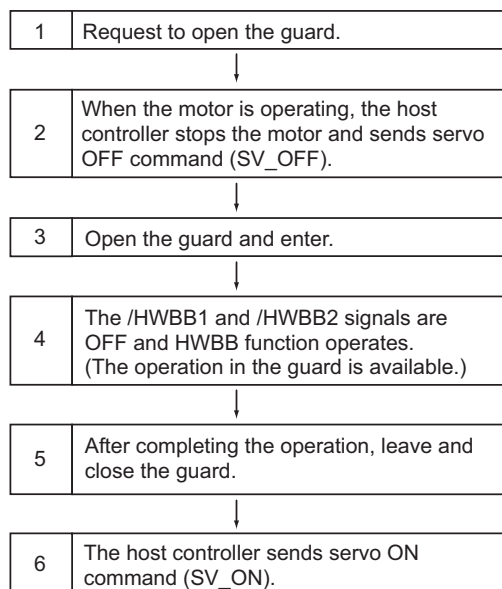 1 Request to open the guard.
2 When the motor is operating, the host
controller stops the motor and sends servo
OFF command (SV_OFF).
3 Open the guard and enter.
4 The /HWBB1 and /HWBB2 signals are
OFF and HWBB function operates.
(The operation in the guard is available.)
5 After completing the operation, leave and
close the guard.
6 The host controller sends servo ON
command (SV_ON).